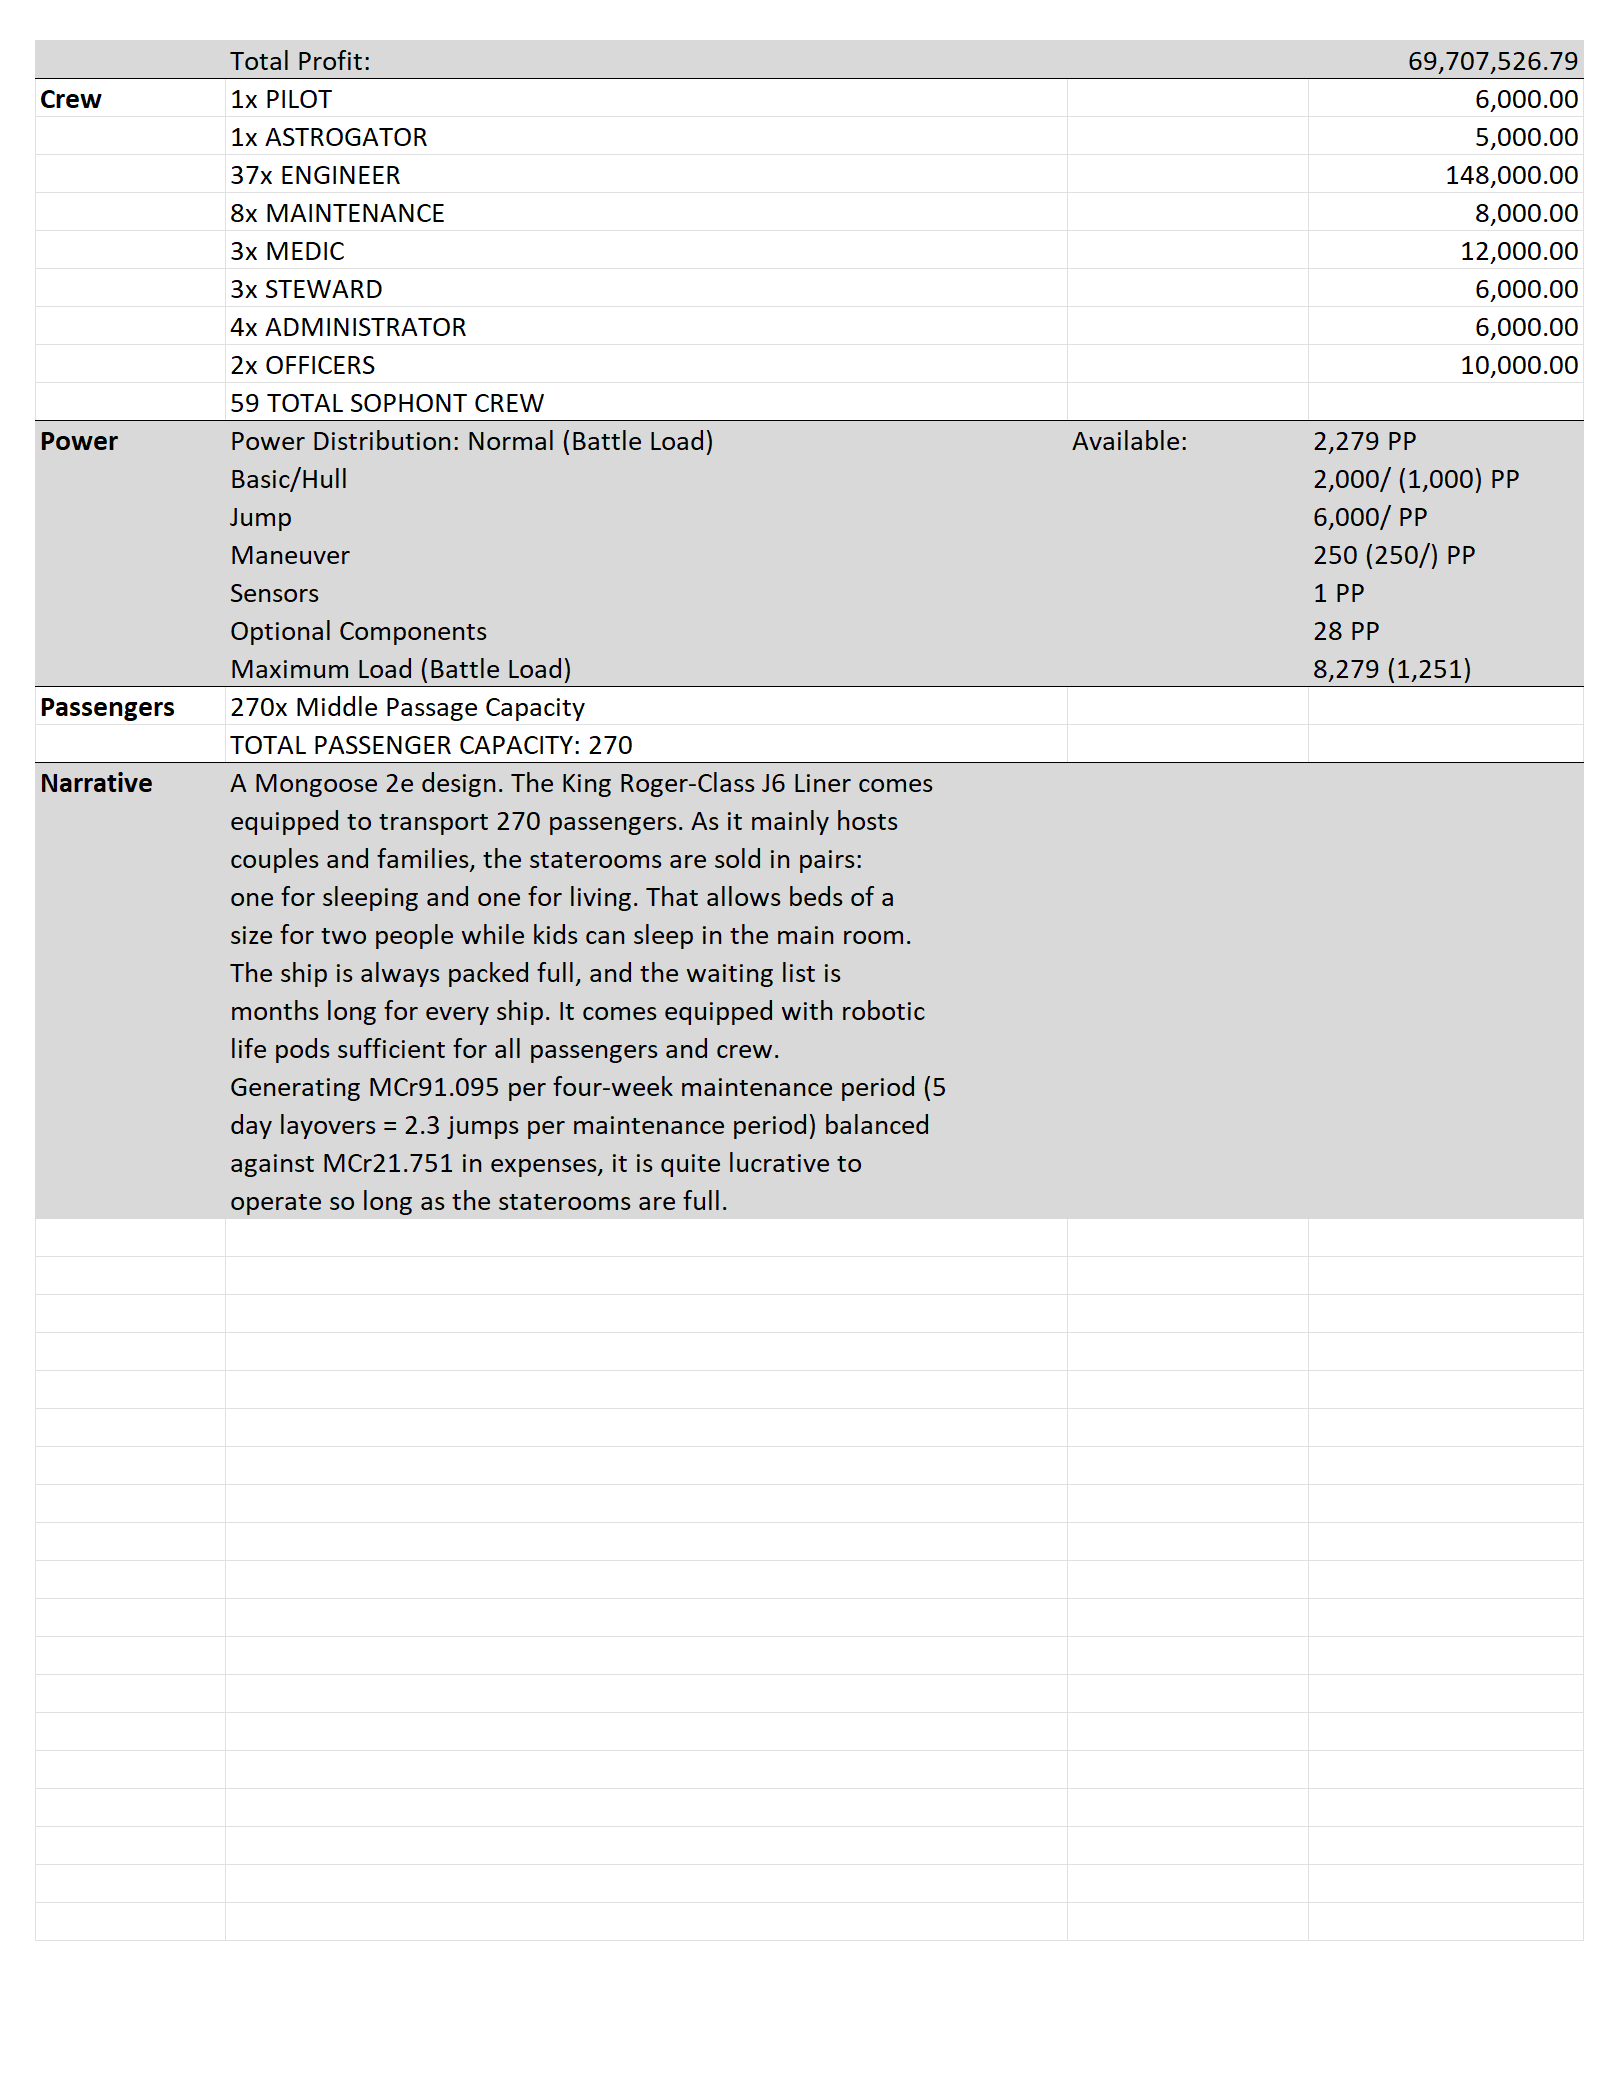 Total Profit: 69,707,526.79
Crew 1x PILOT 6,000.00
1x ASTROGATOR 5,000.00
37x ENGINEER 148,000.00
8x MAINTENANCE 8,000.00
3x MEDIC 12,000.00
3x STEWARD 6,000.00
4x ADMINISTRATOR 6,000.00
2x OFFICERS 10,000.00
59 TOTAL SOPHONT CREW
Power Power Distribution: Normal (Battle Load) Available: 2,279 PP
Basic/Hull 2,000/ (1,000) PP
Jump 6,000/ PP
Maneuver 250 (250/) PP
Sensors 1 PP
Optional Components 28 PP
Maximum Load (Battle Load) 8,279 (1,251)
Passengers 270x Middle Passage Capacity
TOTAL PASSENGER CAPACITY: 270
Narrative A Mongoose 2e design. The King Roger-Class J6 Liner comes
equipped to transport 270 passengers. As it mainly hosts
couples and families, the staterooms are sold in pairs:
one for sleeping and one for living. That allows beds of a
size for two people while kids can sleep in the main room.
The ship is always packed full, and the waiting list is
months long for every ship. It comes equipped with robotic
life pods sufficient for all passengers and crew.
Generating MCr91.095 per four-week maintenance period (5
day layovers = 2.3 jumps per maintenance period) balanced
against MCr21.751 in expenses, it is quite lucrative to
operate so long as the staterooms are full.